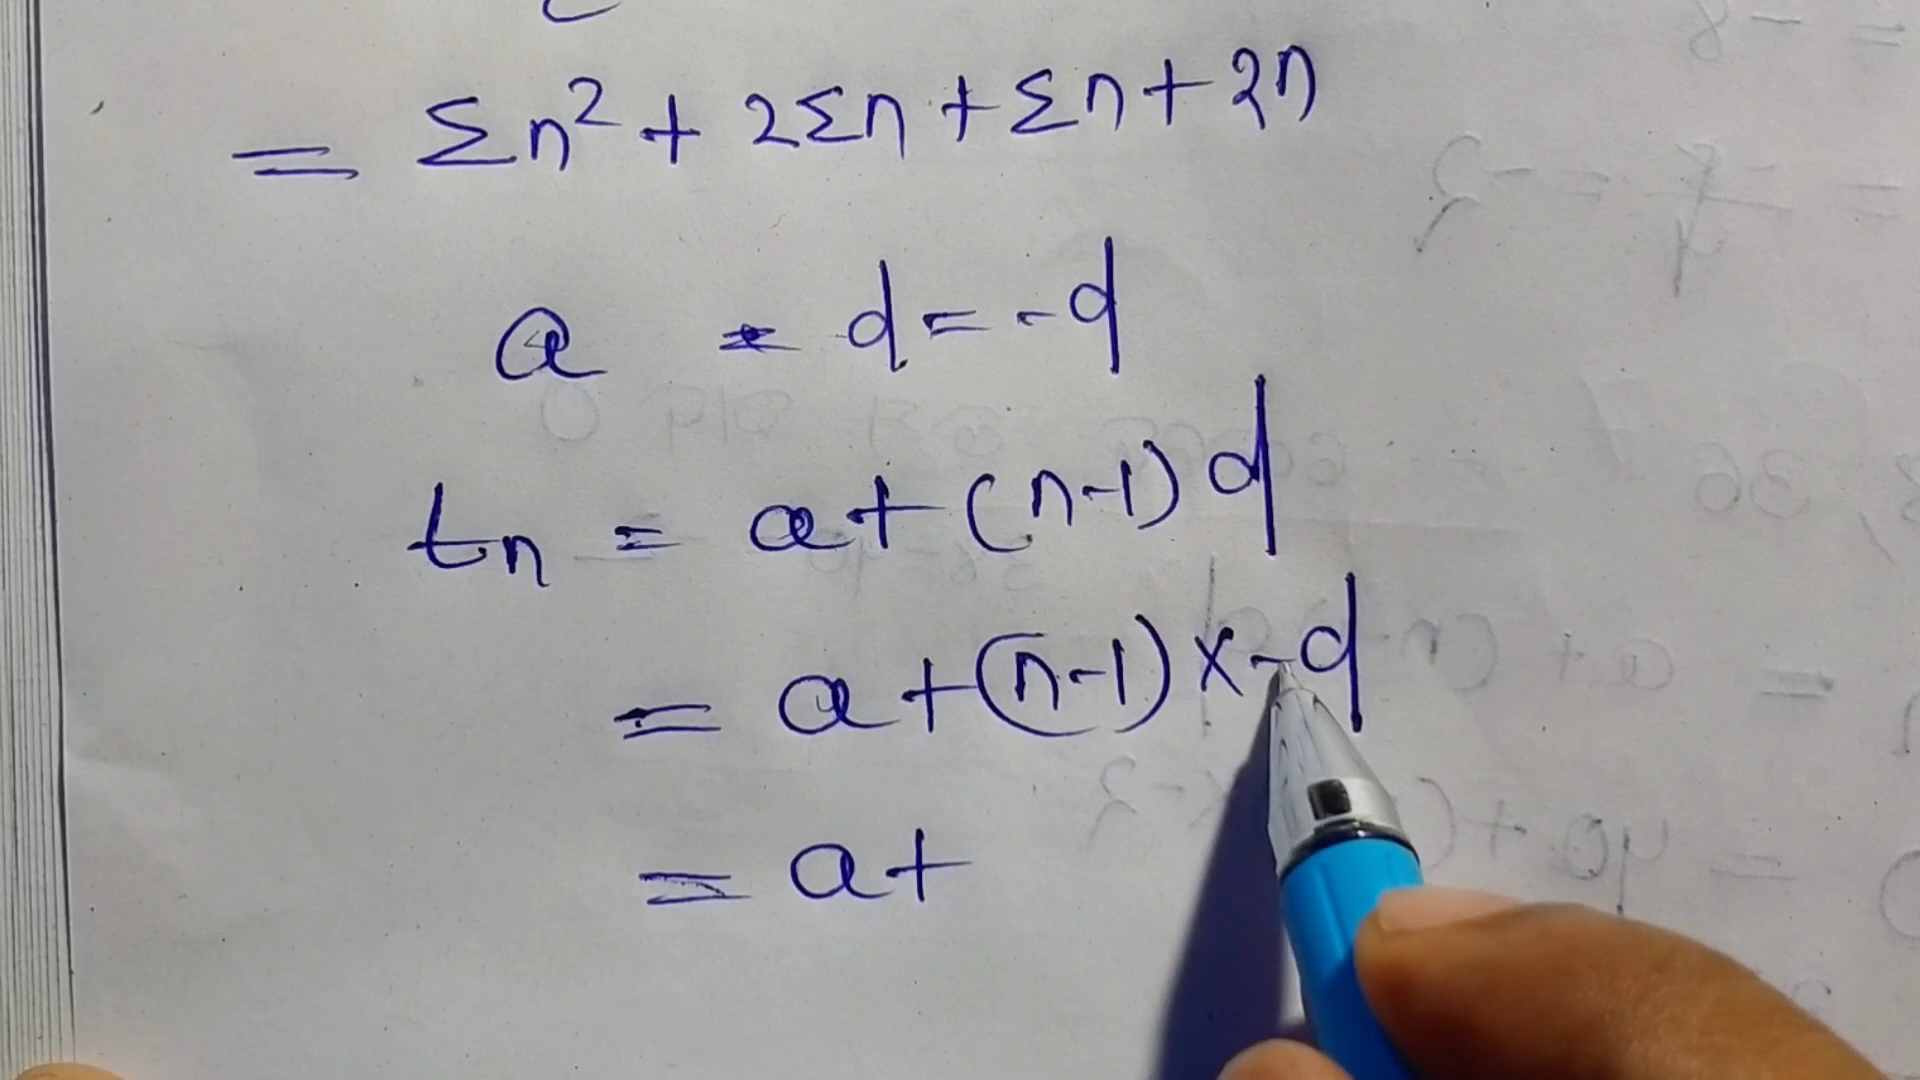 = Σn² + 2Σn + Σn + 2n
a = d = -d
tn = a + (n-1) d
= a + (n-1) x -d
= a +